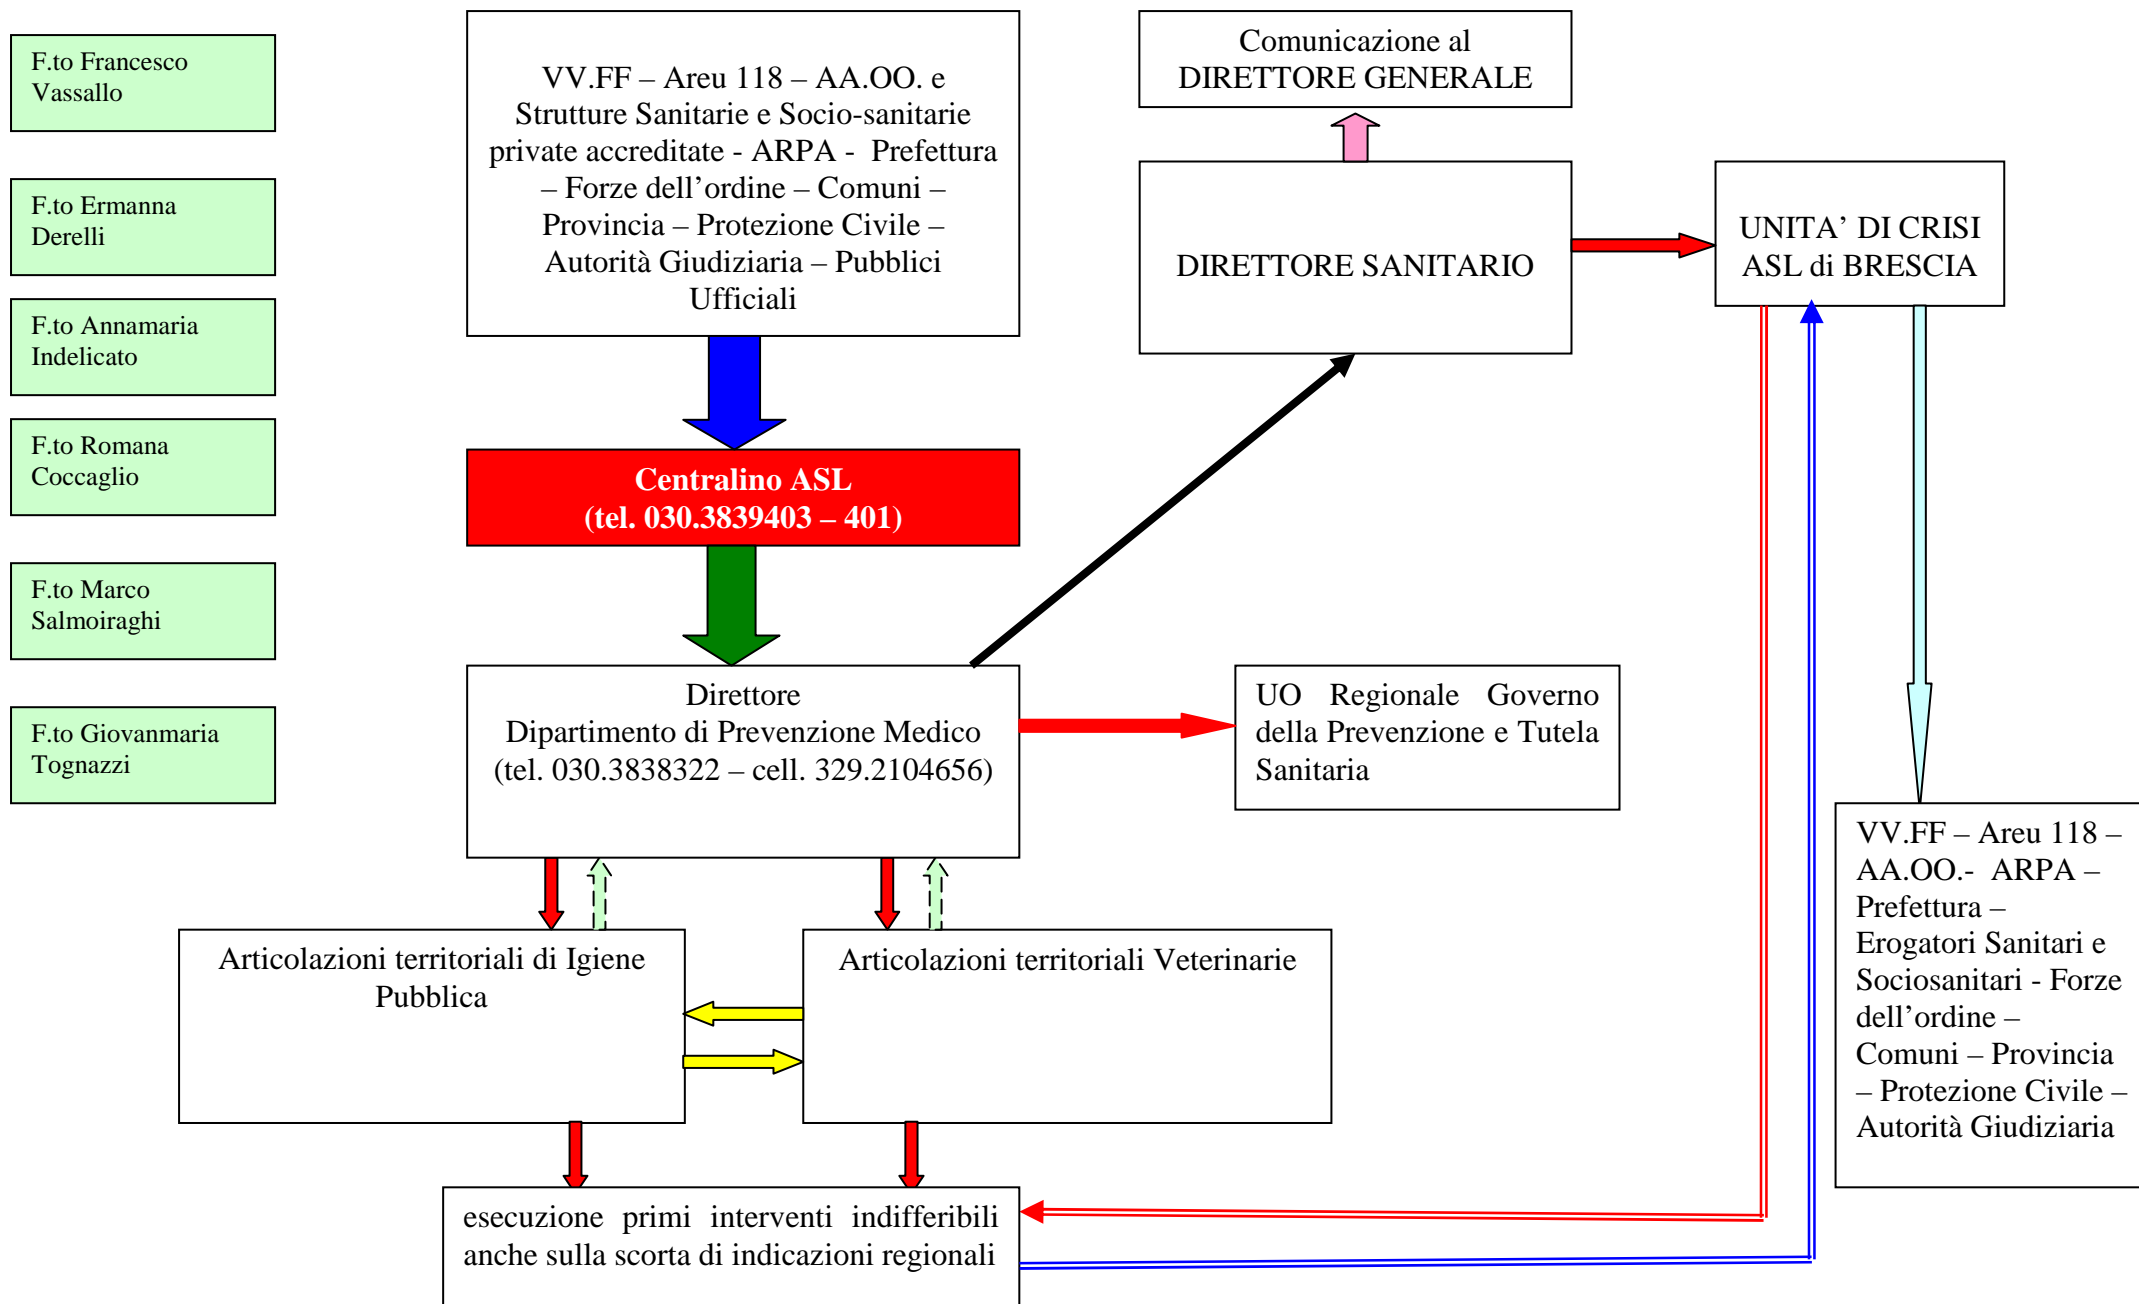 F.to Francesco
Vassallo
F.to Ermanna
Derelli
F.to Annamaria
Indelicato
F.to Romana
Coccaglio
F.to Marco
Salmoiraghi
F.to Giovanmaria
Tognazzi
VV.FF – Areu 118 – AA.OO. e
Strutture Sanitarie e Socio-sanitarie
private accreditate - ARPA - Prefettura
– Forze dell’ordine – Comuni –
Provincia – Protezione Civile –
Autorità Giudiziaria – Pubblici
Ufficiali
Comunicazione al
DIRETTORE GENERALE
DIRETTORE SANITARIO
UNITA’ DI CRISI
ASL di BRESCIA
Centralino ASL
(tel. 030.3839403 – 401)
Direttore
Dipartimento di Prevenzione Medico
(tel. 030.3838322 – cell. 329.2104656)
UO Regionale Governo
della Prevenzione e Tutela
Sanitaria
VV.FF – Areu 118 –
AA.OO.- ARPA –
Prefettura –
Erogatori Sanitari e
Sociosanitari - Forze
dell’ordine –
Comuni – Provincia
– Protezione Civile –
Autorità Giudiziaria
Articolazioni territoriali di Igiene
Pubblica
Articolazioni territoriali Veterinarie
esecuzione primi interventi indifferibili
anche sulla scorta di indicazioni regionali